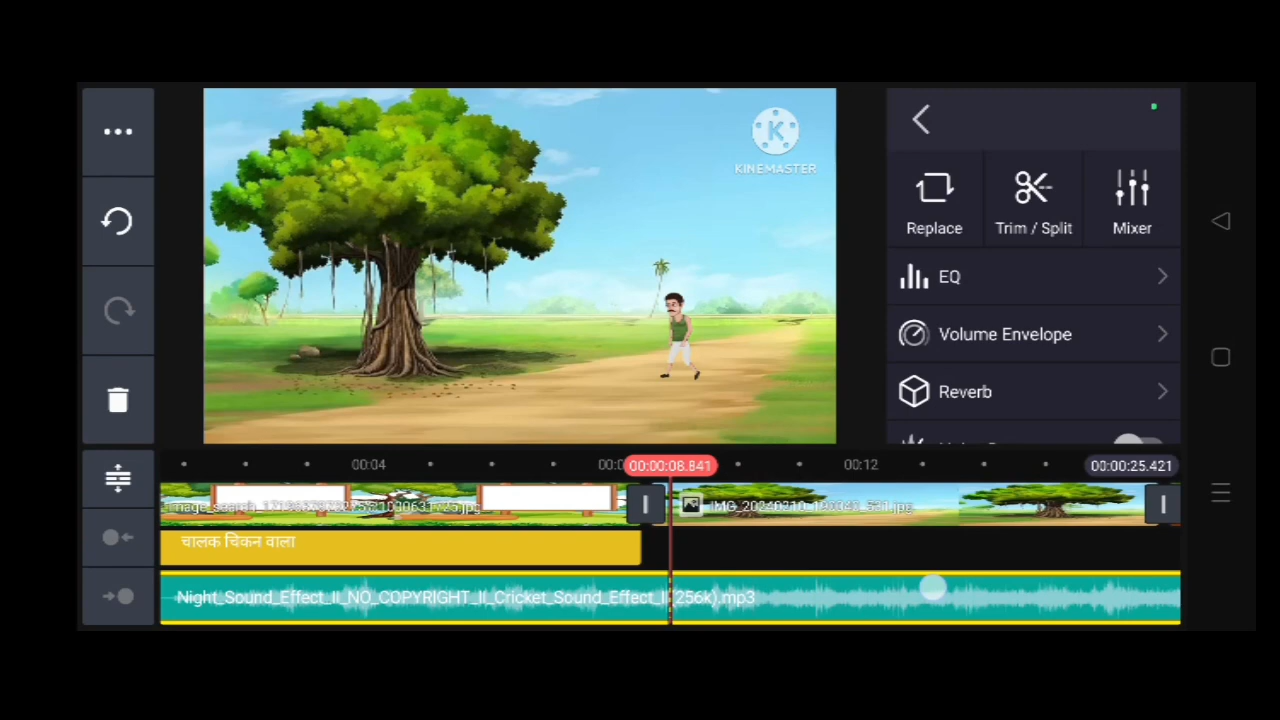 KINEMASTER
Replace
Trim / Split
Mixer
EQ
Volume Envelope
Reverb
00:04
00:00:08.841
00:12
00:00:25.421
चालक चिकन वाला
Night_Sound_Effect_II_NO_COPYRIGHT_II_Cricket_Sound_Effect_I(256k).mp3